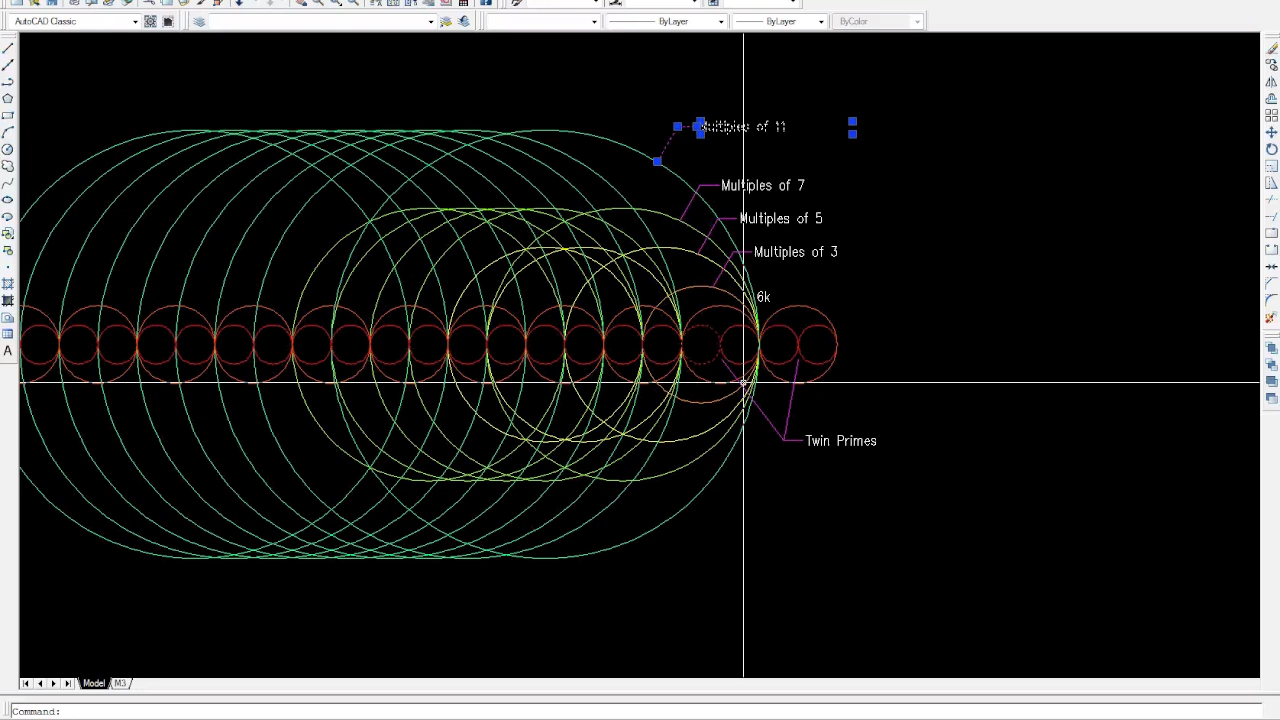 AutoCAD Classic
ByLayer
ByLayer
ByColor
Multiples of 11
Multiples of 7
Multiples of 5
Multiples of 3
6k
Twin Primes
A
Model
M3
Command: